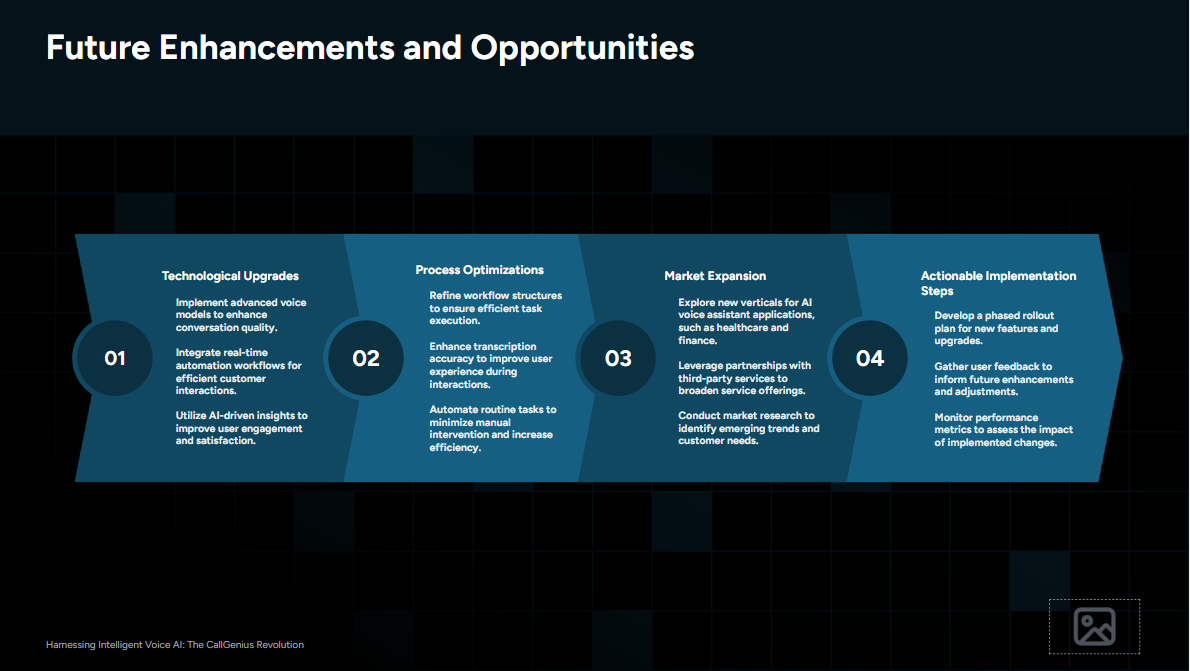 Future Enhancements and Opportunities
01
Technological Upgrades
Implement advanced voice
models to enhance
conversation quality.
Integrate real-time
automation workflows for
efficient customer
interactions.
Utilize AI-driven insights to
improve user engagement
and satisfaction.
02
Process Optimizations
Refine workflow structures
to ensure efficient task
execution.
Enhance transcription
accuracy to improve user
experience during
interactions.
Automate routine tasks to
minimize manual
intervention and increase
efficiency.
03
Market Expansion
Explore new verticals for AI
voice assistant applications,
such as healthcare and
finance.
Leverage partnerships with
third-party services to
broaden service offerings.
Conduct market research to
identify emerging trends and
customer needs.
04
Actionable Implementation
Steps
Develop a phased rollout
plan for new features and
upgrades.
Gather user feedback to
inform future enhancements
and adjustments.
Monitor performance
metrics to assess the impact
of implemented changes.
Harnessing Intelligent Voice AI: The CallGenius Revolution